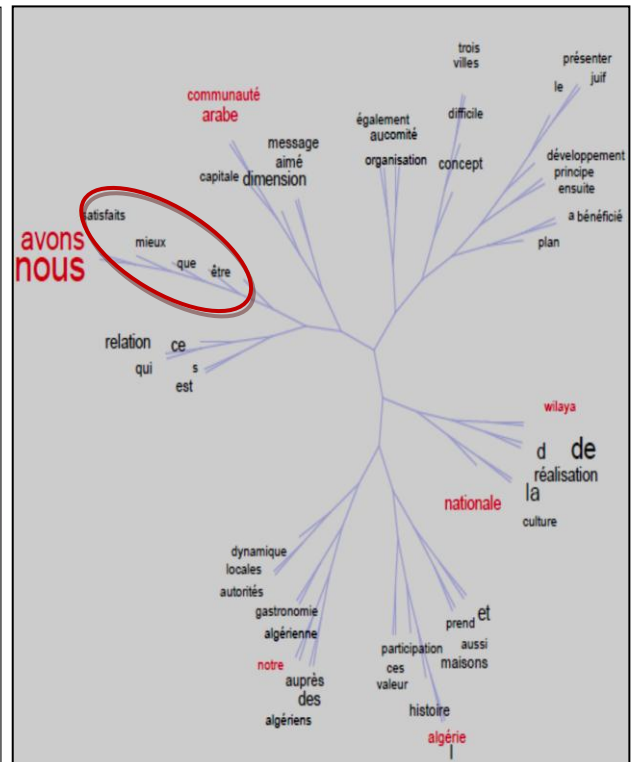 trois
villes
présenter
le juif
communauté
arabe
difficile
également
aucomité
message
aimé
organisation
concept
développement
principe
ensuite
capitale dimension
a bénéficié
satisfaits
plan
mieux
avons
nous
que
être
relation ce
qui s
est
wilaya
d de
réalisation
la
nationale
culture
dynamique
locales
autorités
gastronomie
algérienne
prend et
aussi
participation
maisons
notre
ces
auprès
valeur
des
algériens
histoire
algérie
l